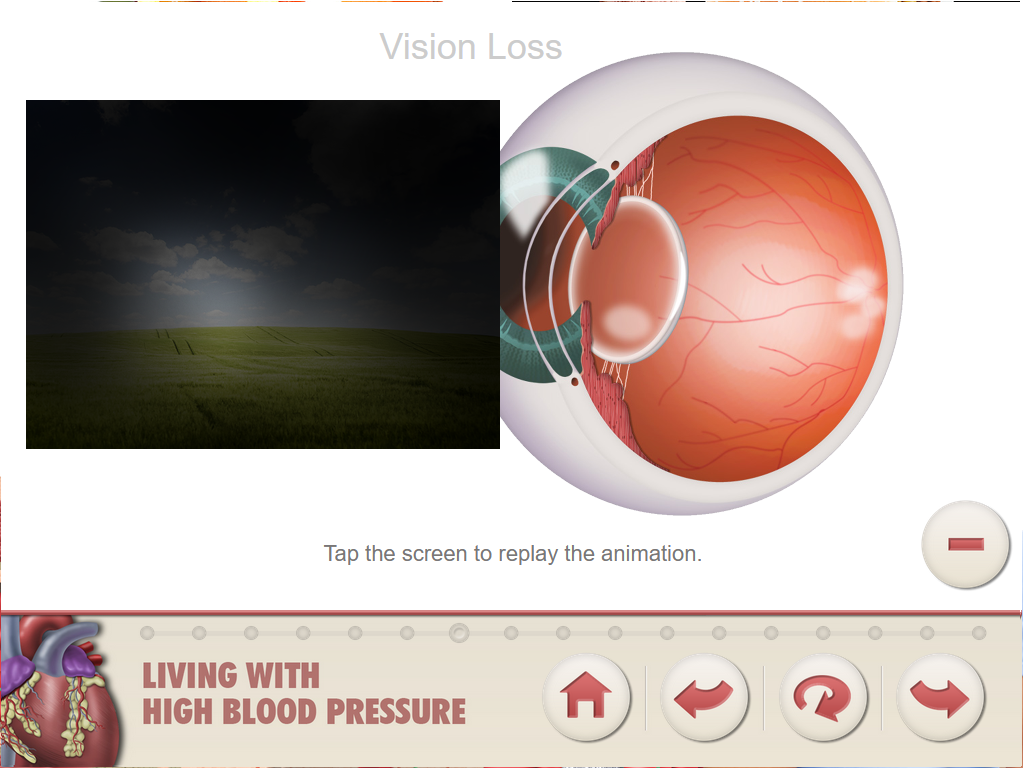 Vision Loss
Tap the screen to replay the animation.
LIVING WITH
HIGH BLOOD PRESSURE